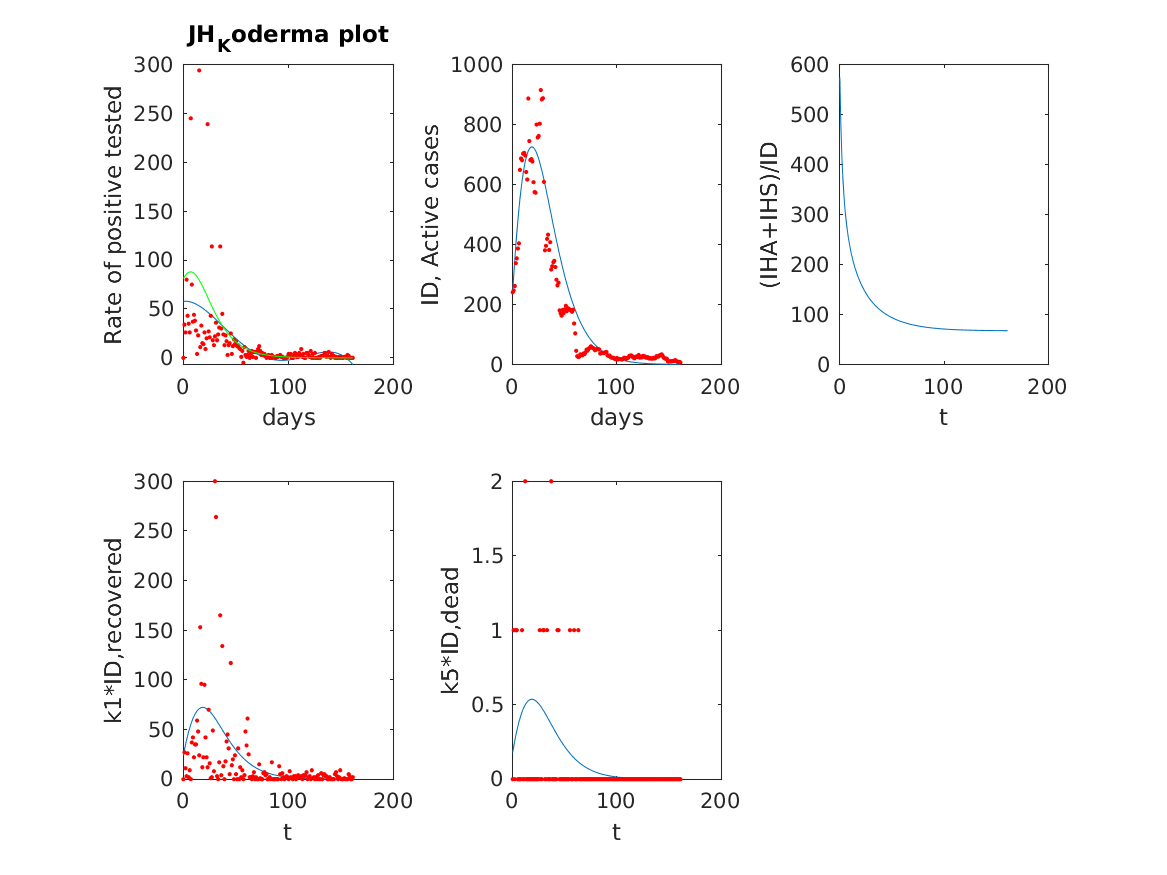 JH_Koderma plot
300
250
200
150
100
50
0
Rate of positive tested
0 100 200
days
1000
800
600
400
200
0
ID, Active cases
0 100 200
days
600
500
400
300
200
100
0
(IHA+IHS)/ID
0 100 200
t
300
250
200
150
100
50
0
k1*ID,recovered
0 100 200
t
2
1.5
1
0.5
0
k5*ID,dead
0 100 200
t